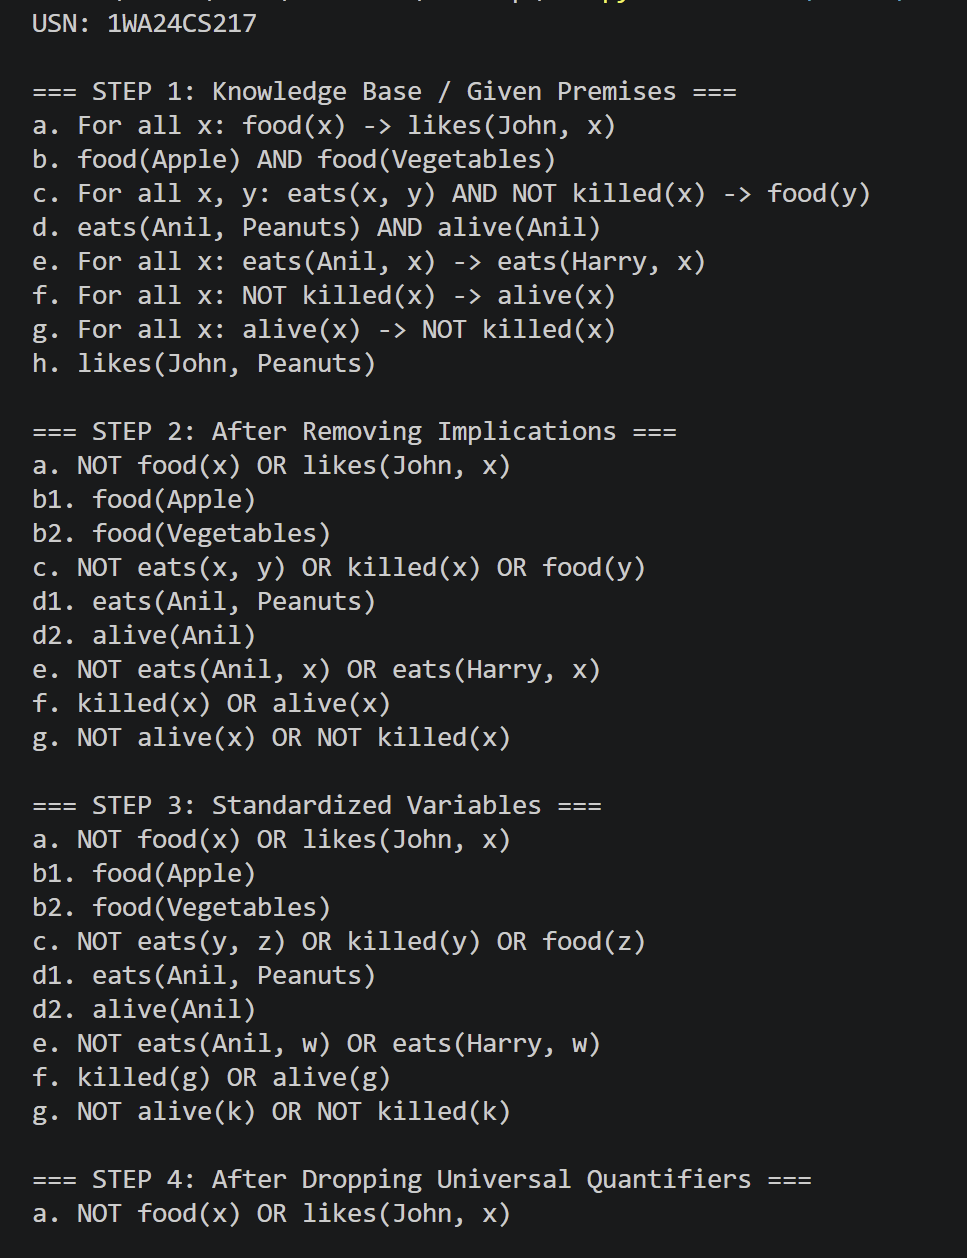 USN: 1WA24CS217
=== STEP 1: Knowledge Base / Given Premises ===
a. For all x: food(x) -> likes(John, x)
b. food(Apple) AND food(Vegetables)
c. For all x, y: eats(x, y) AND NOT killed(x) -> food(y)
d. eats(Anil, Peanuts) AND alive(Anil)
e. For all x: eats(Anil, x) -> eats(Harry, x)
f. For all x: NOT killed(x) -> alive(x)
g. For all x: alive(x) -> NOT killed(x)
h. likes(John, Peanuts)
=== STEP 2: After Removing Implications ===
a. NOT food(x) OR likes(John, x)
b1. food(Apple)
b2. food(Vegetables)
c. NOT eats(x, y) OR killed(x) OR food(y)
d1. eats(Anil, Peanuts)
d2. alive(Anil)
e. NOT eats(Anil, x) OR eats(Harry, x)
f. killed(x) OR alive(x)
g. NOT alive(x) OR NOT killed(x)
=== STEP 3: Standardized Variables ===
a. NOT food(x) OR likes(John, x)
b1. food(Apple)
b2. food(Vegetables)
c. NOT eats(y, z) OR killed(y) OR food(z)
d1. eats(Anil, Peanuts)
d2. alive(Anil)
e. NOT eats(Anil, w) OR eats(Harry, w)
f. killed(g) OR alive(g)
g. NOT alive(k) OR NOT killed(k)
=== STEP 4: After Dropping Universal Quantifiers ===
a. NOT food(x) OR likes(John, x)